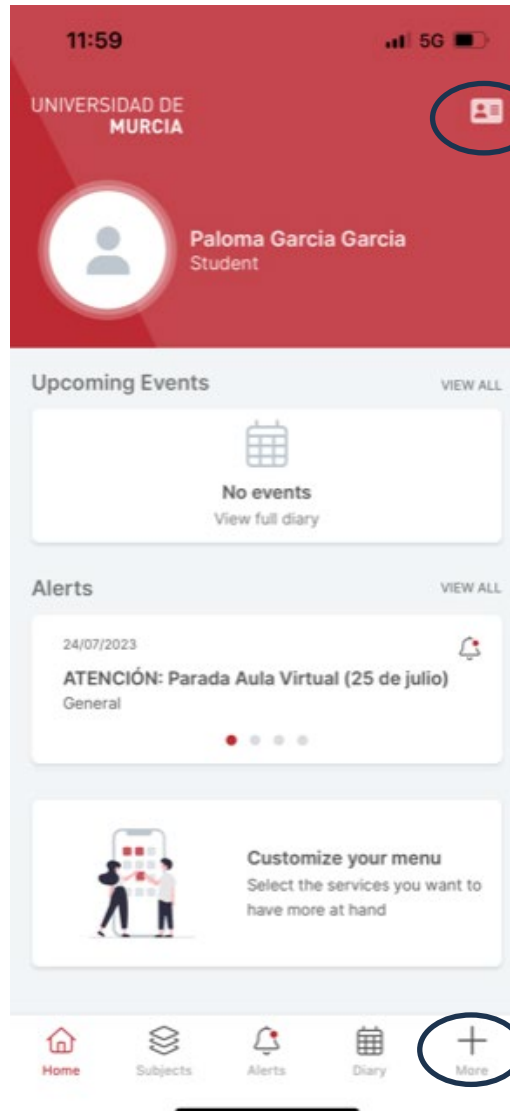 11:59
5G
UNIVERSIDAD DE
MURCIA
Paloma Garcia Garcia
Student
Upcoming Events
VIEW ALL
No events
View full diary
Alerts
VIEW ALL
24/07/2023
ATENCIÓN: Parada Aula Virtual (25 de julio)
General
Customize your menu
Select the services you want to
have more at hand
Home
Subjects
Alerts
Diary
More